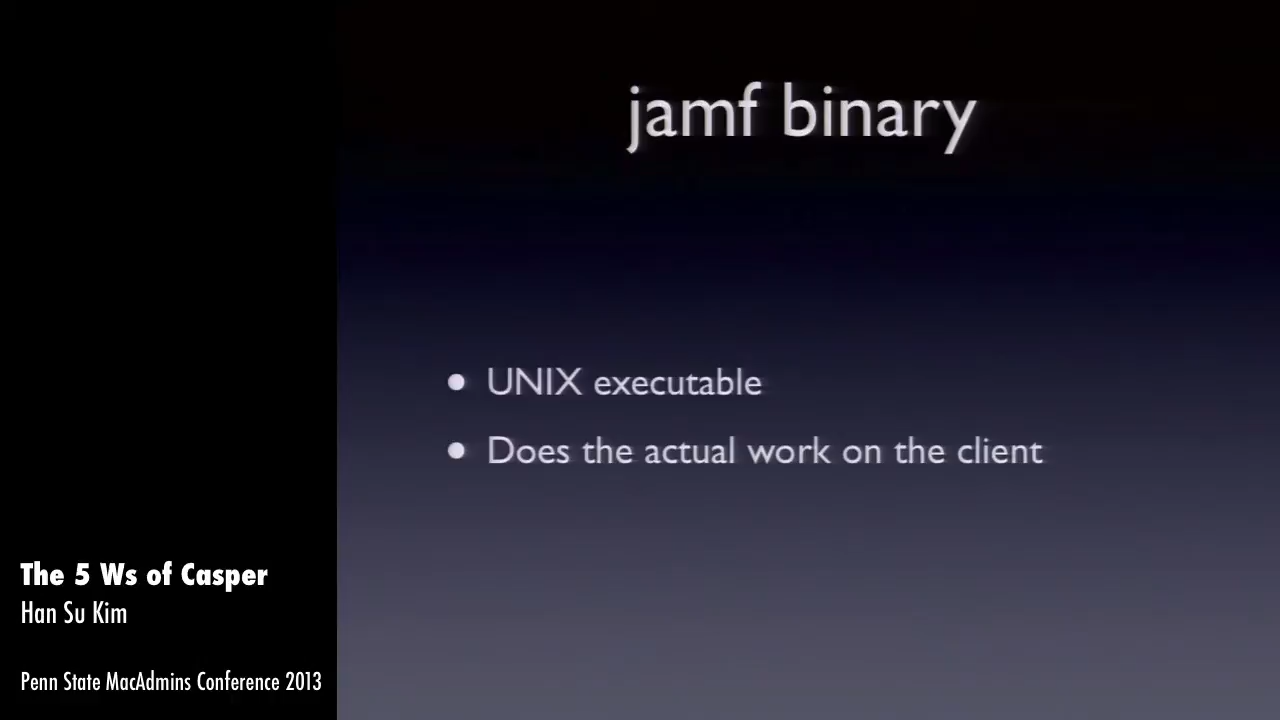 jamf binary
• UNIX executable
• Does the actual work on the client
The 5 Ws of Casper
Han Su Kim
Penn State MacAdmins Conference 2013